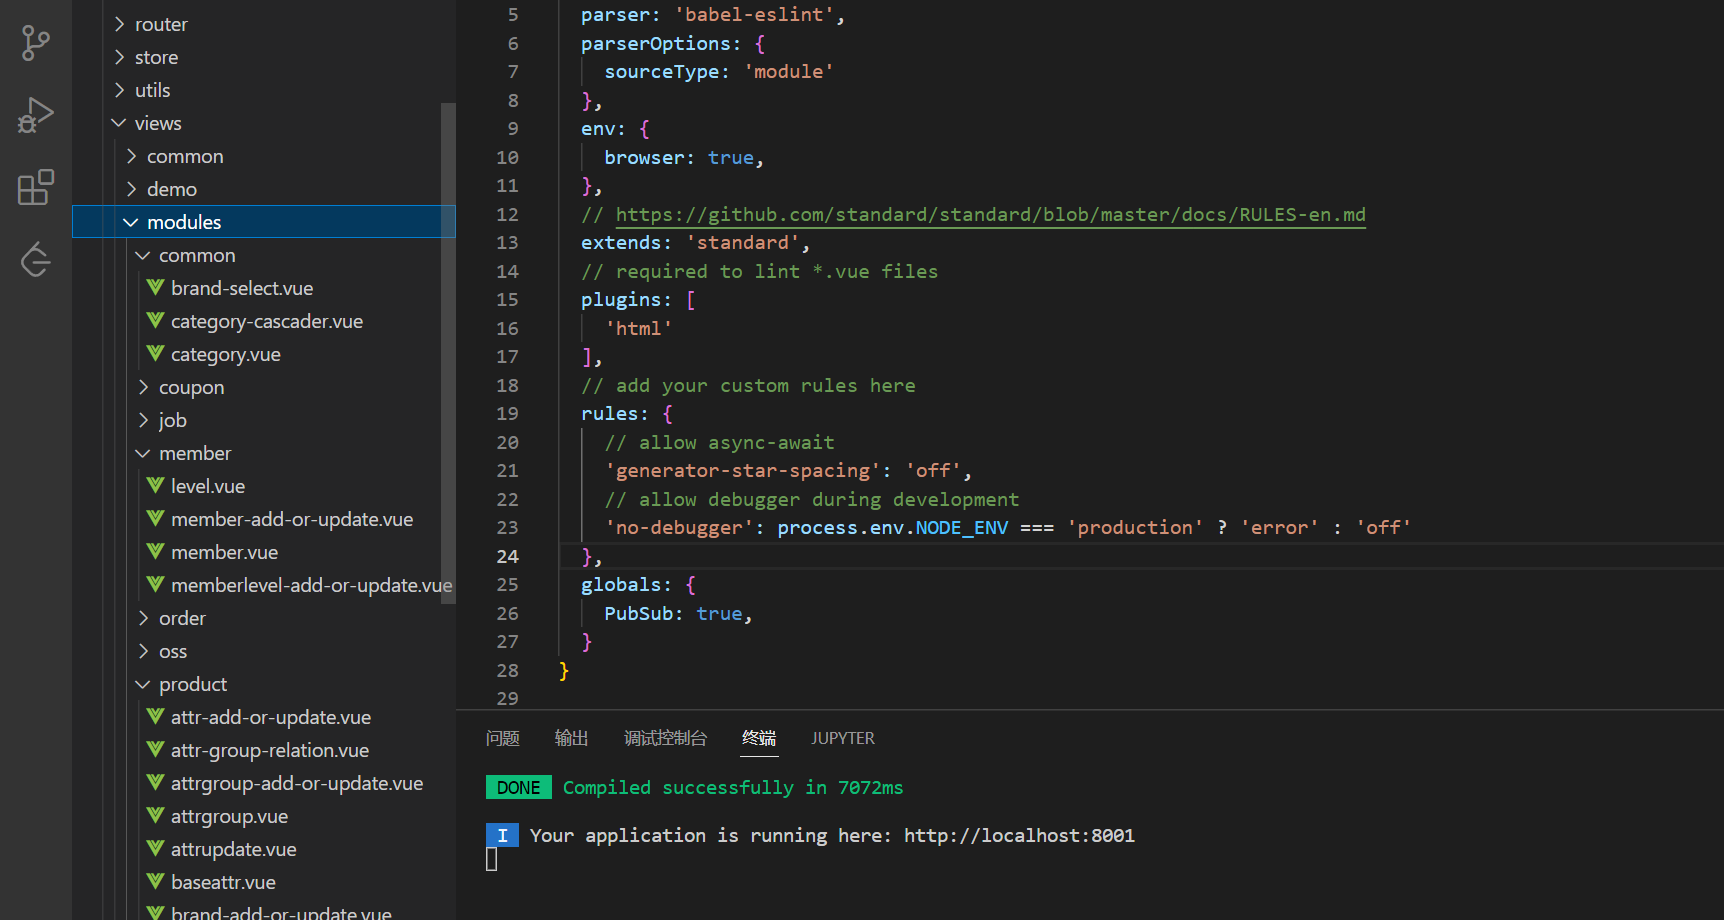 router
store
utils
views
common
demo
modules
common
brand-select.vue
category-cascader.vue
category.vue
coupon
job
member
level.vue
member-add-or-update.vue
member.vue
memberlevel-add-or-update.vue
order
oss
product
attr-add-or-update.vue
attr-group-relation.vue
attrgroup-add-or-update.vue
attrgroup.vue
attrupdate.vue
baseattr.vue
brand-add-or-update.vue
5 parser: 'babel-eslint',
6 parserOptions: {
7 sourceType: 'module'
8 },
9 env: {
10 browser: true,
11 },
12 // https://github.com/standard/standard/blob/master/docs/RULES-en.md
13 extends: 'standard',
14 // required to lint *.vue files
15 plugins: [
16 'html'
17 ],
18 // add your custom rules here
19 rules: {
20 // allow async-await
21 'generator-star-spacing': 'off',
22 // allow debugger during development
23 'no-debugger': process.env.NODE_ENV === 'production' ? 'error' : 'off'
24 },
25 globals: {
26 PubSub: true,
27 }
28 }
29
问题 输出 调试控制台 终端 JUPYTER
DONE Compiled successfully in 7072ms
I Your application is running here: http://localhost:8001